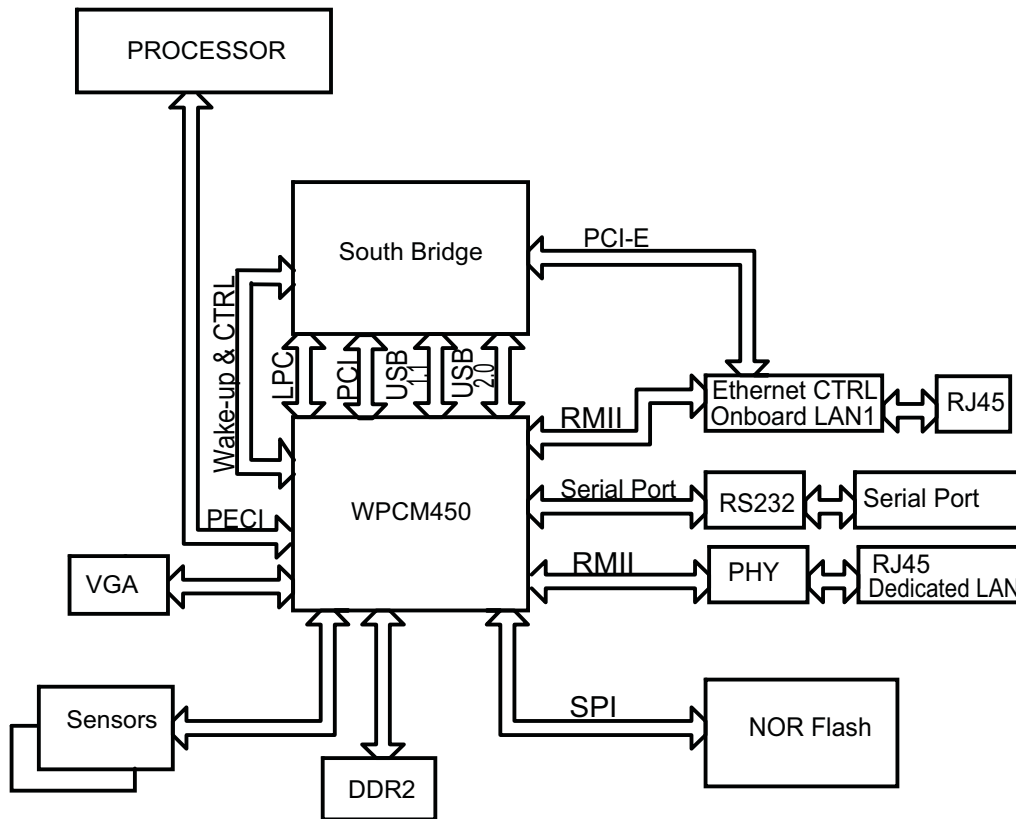 PROCESSOR
South Bridge
PCI-E
Wake-up & CTRL
LPC
PCI
USB
1.1
USB
2.0
Ethernet CTRL
Onboard LAN1
RJ45
RMII
Serial Port
RS232
Serial Port
WPCM450
PECI
RMII
PHY
RJ45
Dedicated LAN
VGA
Sensors
SPI
NOR Flash
DDR2